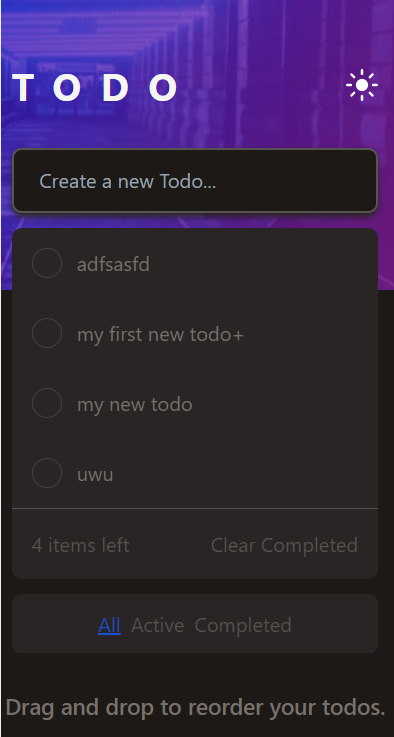 TODO
Create a new Todo...
adfsasfd
my first new todo+
my new todo
uwu
4 items left Clear Completed
All Active Completed
Drag and drop to reorder your todos.